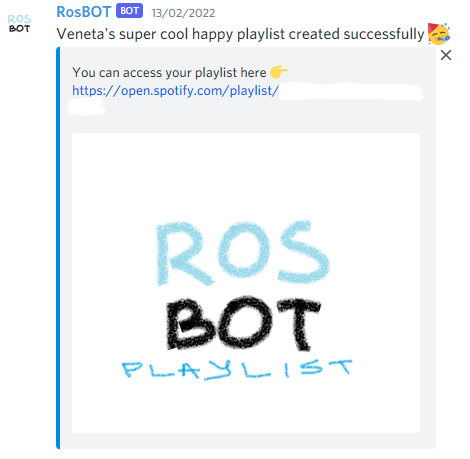 ROS
BOT
RosBOT BOT 13/02/2022
Veneta's super cool happy playlist created successfully 🥳
You can access your playlist here 👉
https://open.spotify.com/playlist/
ROS
BOT
PLAYLIST